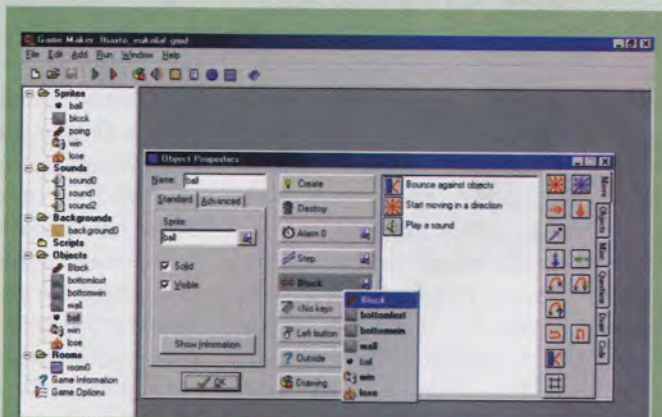 Game Maker
File Edit Add Run Window Help
Sprites
ball
block
poing
win
lose
Sounds
sound0
sound1
sound2
Backgrounds
background0
Scripts
Objects
Block
bottomlost
bottomwin
wall
ball
win
lose
Rooms
room0
Game Information
Game Options
Object Properties
Name: ball
Standard Advanced
Sprite
ball
Solid
Visible
Show Information
OK
Create
Destroy
Alarm 0
Step
Block
<No key>
Left button
Outside
Drawing
Block
bottomlost
bottomwin
wall
ball
win
lose
Bounce against objects
Start moving in a direction
Play a sound
Move
Objects
Misc
Questions
Draw
Code